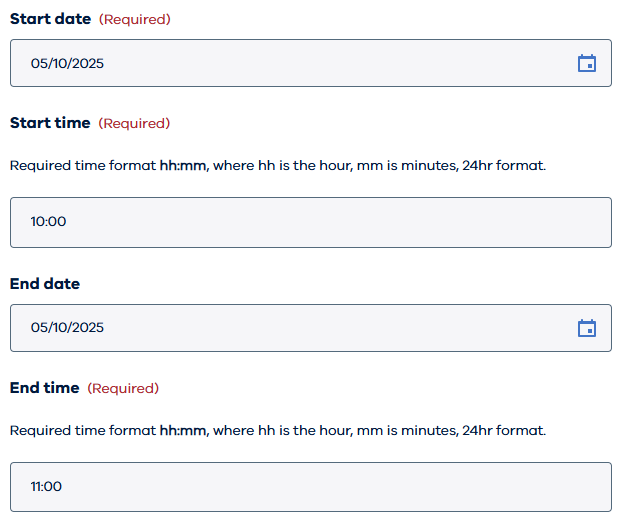 Start date (Required)
05/10/2025
Start time (Required)
Required time format hh:mm, where hh is the hour, mm is minutes, 24hr format.
10:00
End date
05/10/2025
End time (Required)
Required time format hh:mm, where hh is the hour, mm is minutes, 24hr format.
11:00